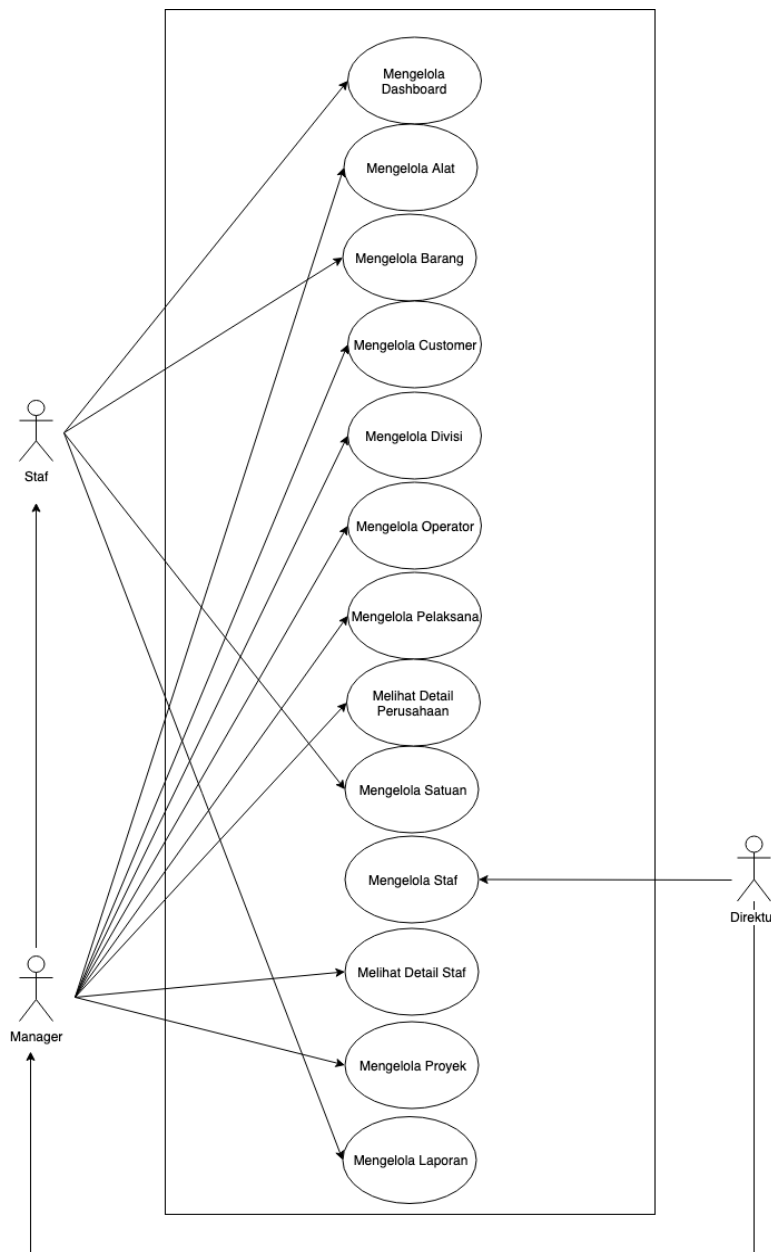 Mengelola
Dashboard
Mengelola Alat
Mengelola Barang
Mengelola Customer
Mengelola Divisi
Staf
Mengelola Operator
Mengelola Pelaksana
Melihat Detail
Perusahaan
Mengelola Satuan
Mengelola Staf
Direktu
Melihat Detail Staf
Manager
Mengelola Proyek
Mengelola Laporan